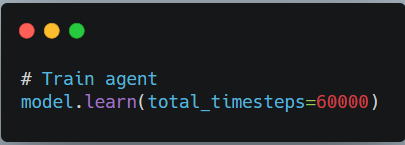 # Train agent
model.learn(total_timesteps=60000)